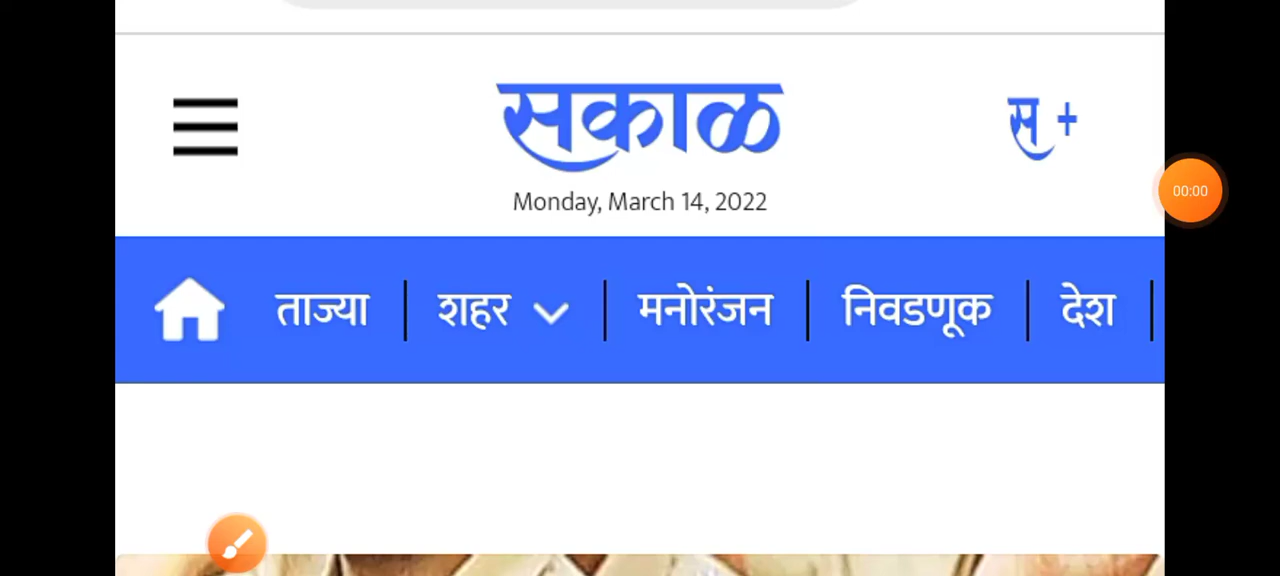 सकाळ
स +
Monday, March 14, 2022
00:00
ताज्या शहर मनोरंजन निवडणूक देश